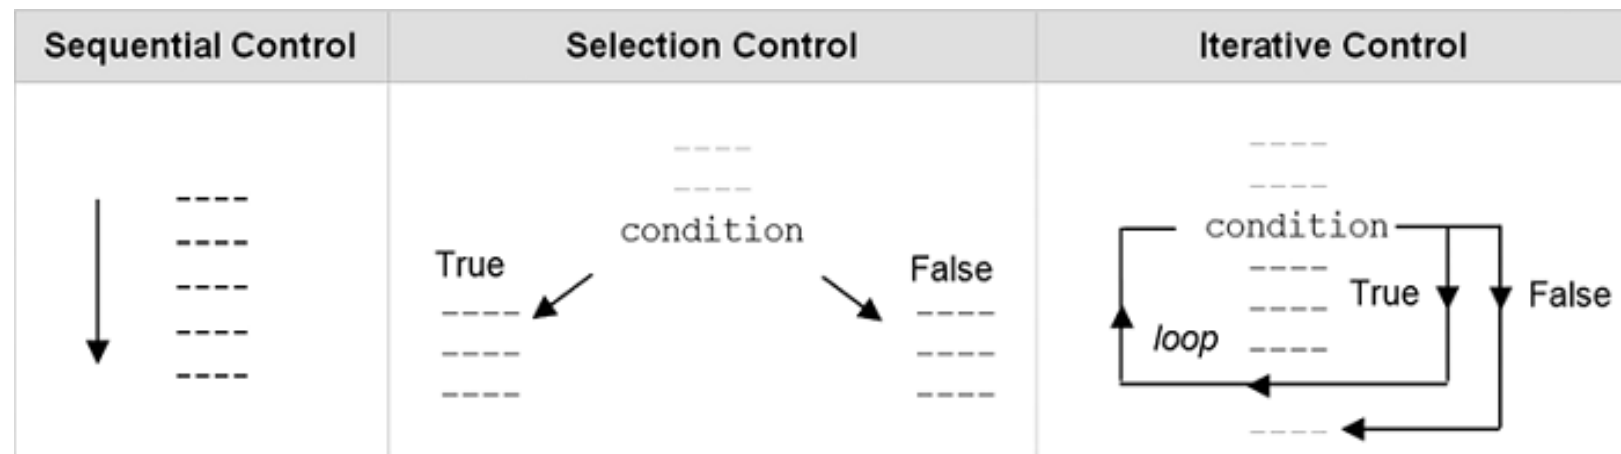 Sequential Control
Selection Control
Iterative Control
condition
True
False
condition
True
False
loop